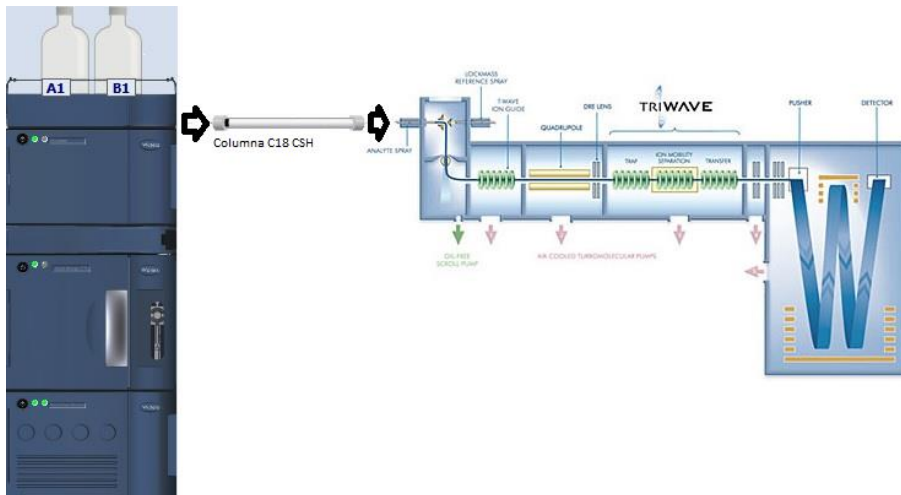 A1 B1
Columna C18 CSH
ANALYTE SPRAY
LOCKMASS
REFERENCE SPRAY
T-WAVE
ION GUIDE
QUADRUPOLE
DRE LENS
TRIWAVE
TRAP
ION MOBILITY
SEPARATION
TRANSFER
PUSHER
DETECTOR
OIL-FREE
SCROLL PUMP
AIR COOLED TURBOMOLECULAR PUMPS